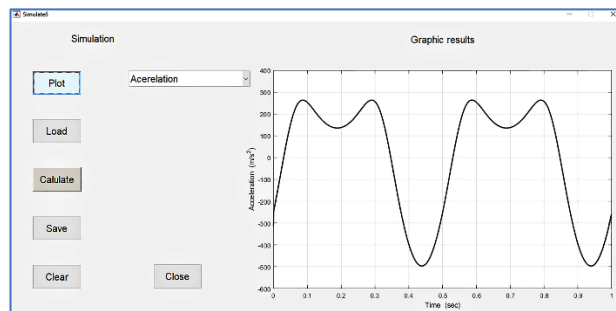 Simulate6
Simulation
Graphic results
Plot
Acerelation
Load
Calulate
Save
Clear
Close
400
300
200
100
0
-100
-200
-300
-400
-500
-600
Acceleration (m/s²)
0 0.1 0.2 0.3 0.4 0.5 0.6 0.7 0.8 0.9 1
Time (sec)